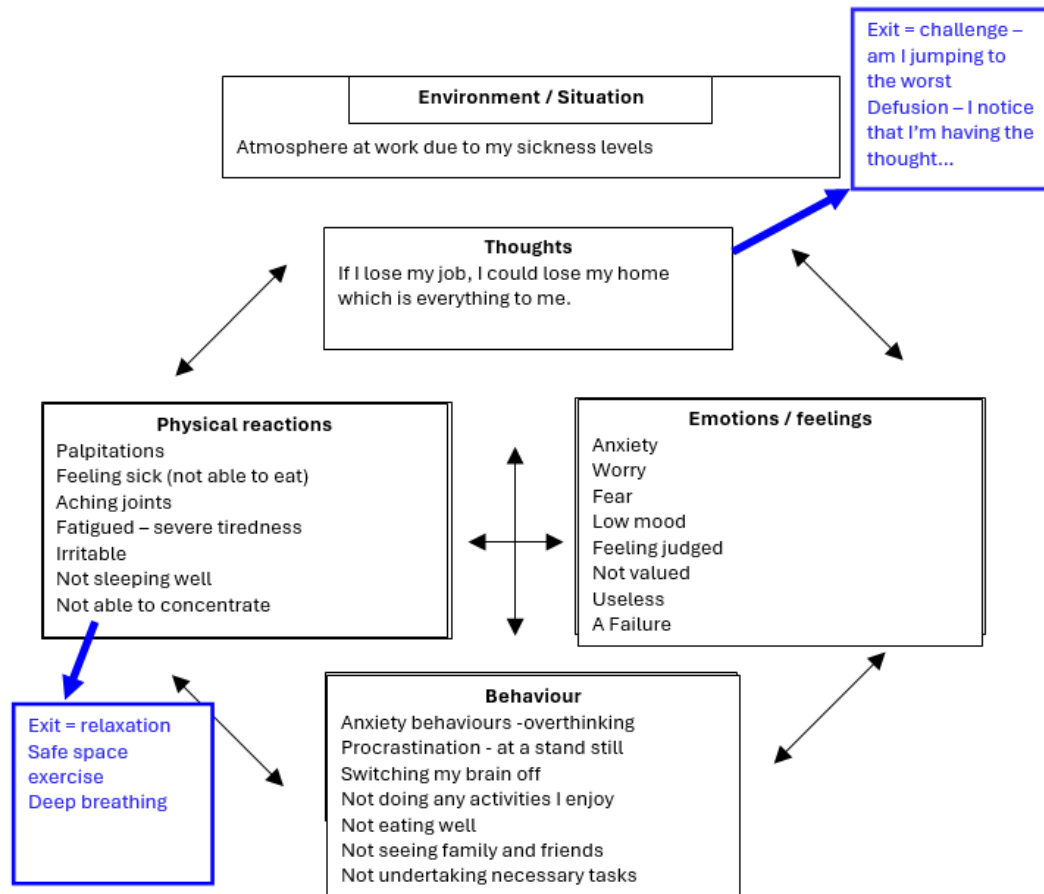 Exit = challenge –
am I jumping to
the worst
Defusion – I notice
that I'm having the
thought...
Environment / Situation
Atmosphere at work due to my sickness levels
Thoughts
If I lose my job, I could lose my home
which is everything to me.
Physical reactions
Palpitations
Feeling sick (not able to eat)
Aching joints
Fatigued – severe tiredness
Irritable
Not sleeping well
Not able to concentrate
Emotions / feelings
Anxiety
Worry
Fear
Low mood
Feeling judged
Not valued
Useless
A Failure
Exit = relaxation
Safe space
exercise
Deep breathing
Behaviour
Anxiety behaviours -overthinking
Procrastination - at a stand still
Switching my brain off
Not doing any activities I enjoy
Not eating well
Not seeing family and friends
Not undertaking necessary tasks